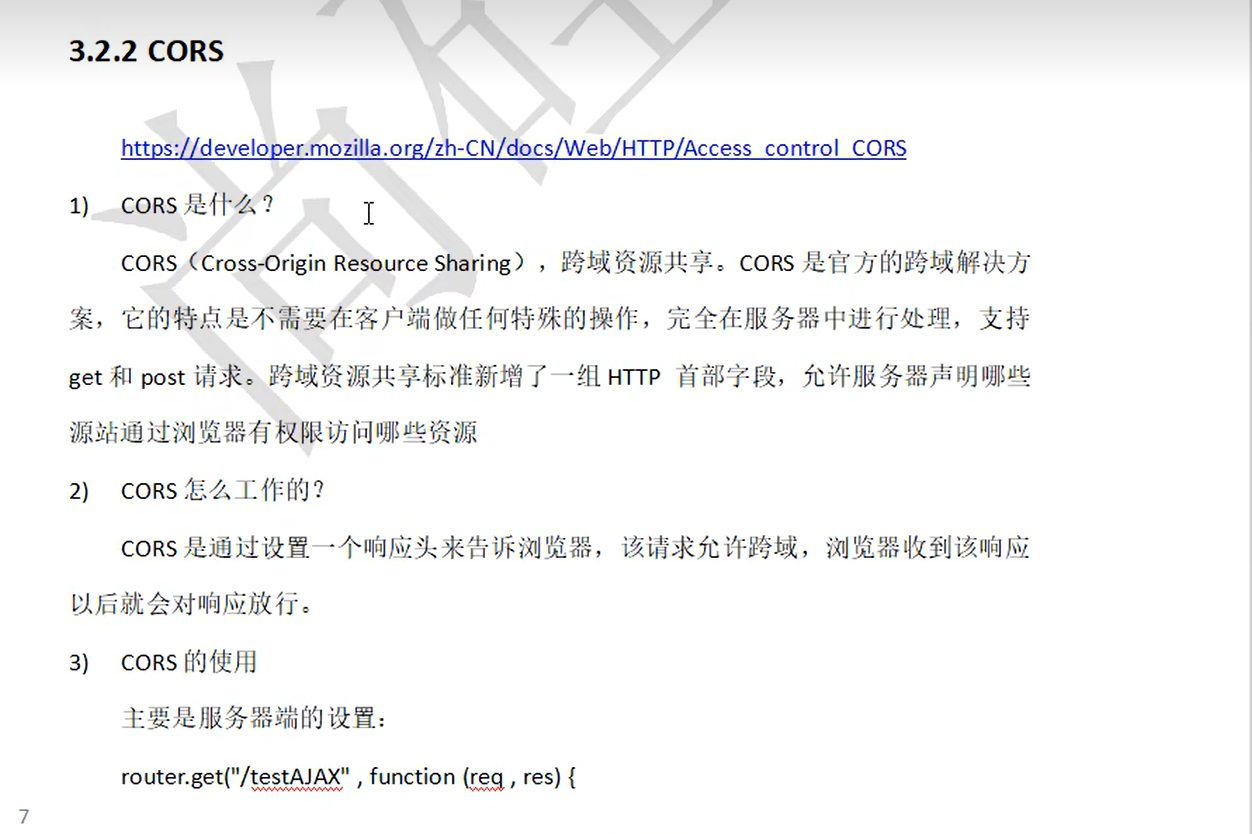 3.2.2 CORS
https://developer.mozilla.org/zh-CN/docs/Web/HTTP/Access_control_CORS
1) CORS 是什么？
CORS（Cross-Origin Resource Sharing），跨域资源共享。CORS 是官方的跨域解决方
案，它的特点是不需要在客户端做任何特殊的操作，完全在服务器中进行处理，支持
get 和 post 请求。跨域资源共享标准新增了一组 HTTP 首部字段，允许服务器声明哪些
源站通过浏览器有权限访问哪些资源
2) CORS 怎么工作的？
CORS 是通过设置一个响应头来告诉浏览器，该请求允许跨域，浏览器收到该响应
以后就会对响应放行。
3) CORS 的使用
主要是服务器端的设置：
router.get("/testAJAX" , function (req , res) {
7